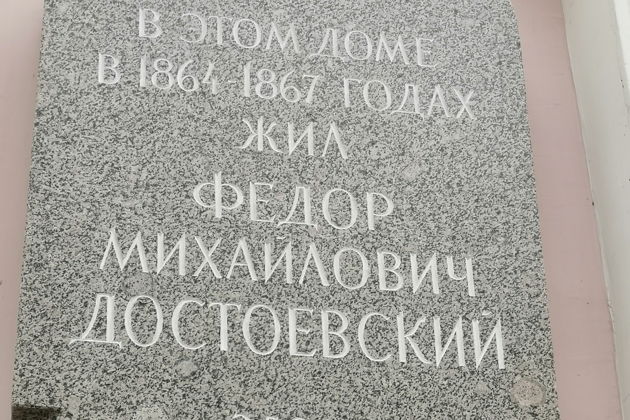 В ЭТОМ ДОМЕ
В 1864-1867 ГОДАХ
ЖИЛ
ФЕДОР
МИХАЙЛОВИЧ
ДОСТОЕВСКИЙ